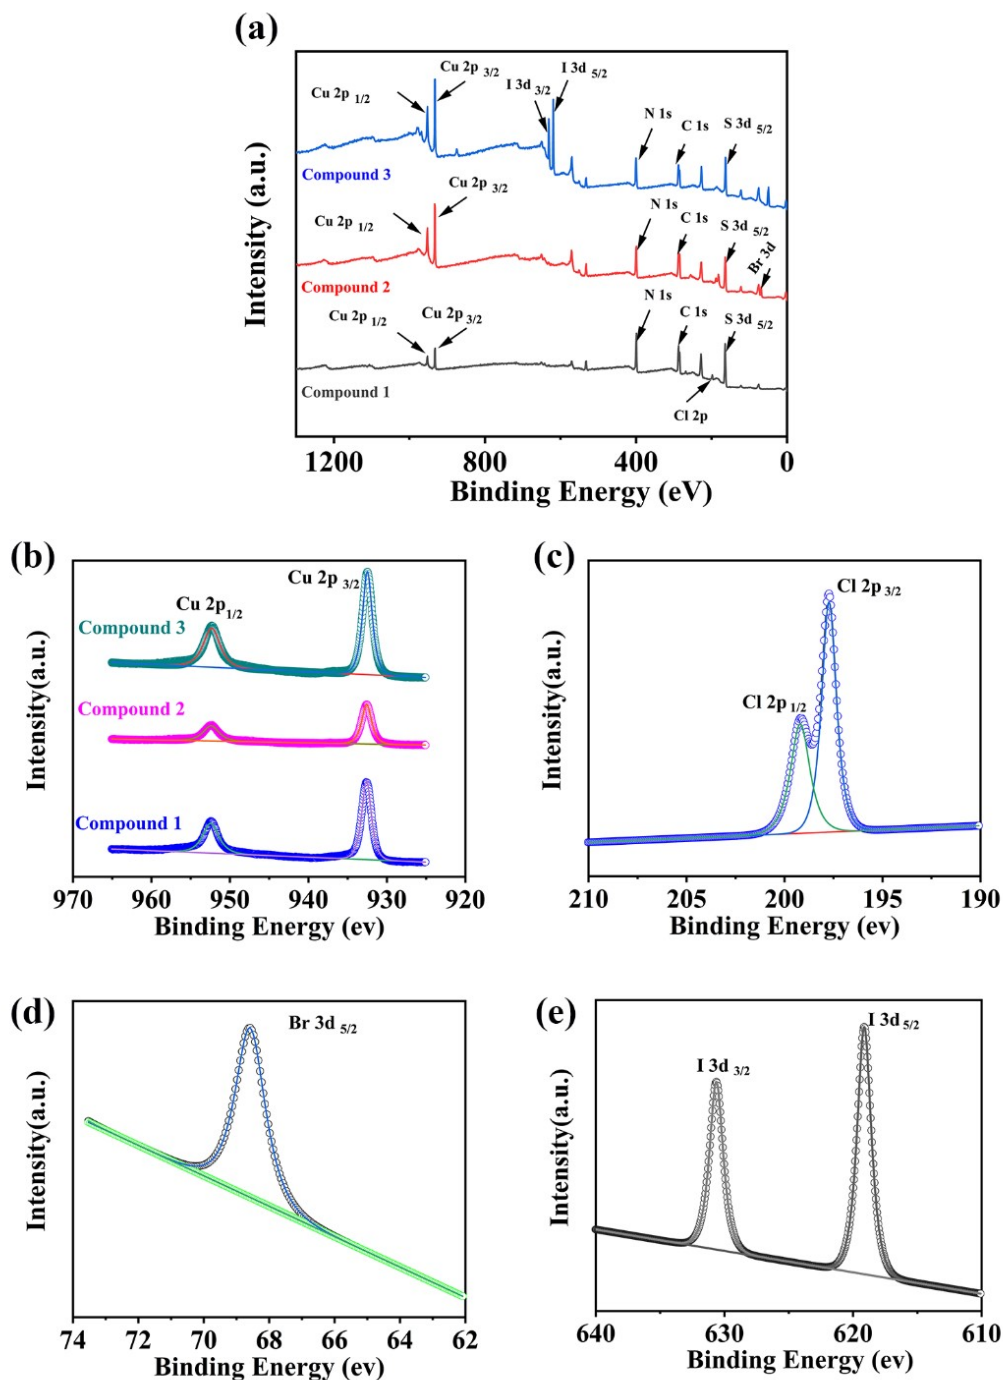 (a)
Intensity (a.u.)
Cu 2p 1/2
Cu 2p 3/2
I 3d 3/2
I 3d 5/2
N 1s
C 1s
S 3d 5/2
Compound 3
Cu 2p 1/2
Cu 2p 3/2
N 1s
C 1s
S 3d 5/2
Br 3d
Compound 2
Cu 2p 1/2
Cu 2p 3/2
N 1s
C 1s
S 3d 5/2
Compound 1
Cl 2p
1200 800 400 0
Binding Energy (eV)
(b)
Intensity(a.u.)
Cu 2p 3/2
Cu 2p1/2
Compound 3
Compound 2
Compound 1
970 960 950 940 930 920
Binding Energy (ev)
(c)
Intensity(a.u.)
Cl 2p 3/2
Cl 2p 1/2
210 205 200 195 190
Binding Energy (ev)
(d)
Intensity(a.u.)
Br 3d 5/2
74 72 70 68 66 64 62
Binding Energy (ev)
(e)
Intensity(a.u.)
I 3d 5/2
I 3d 3/2
640 630 620 610
Binding Energy (ev)